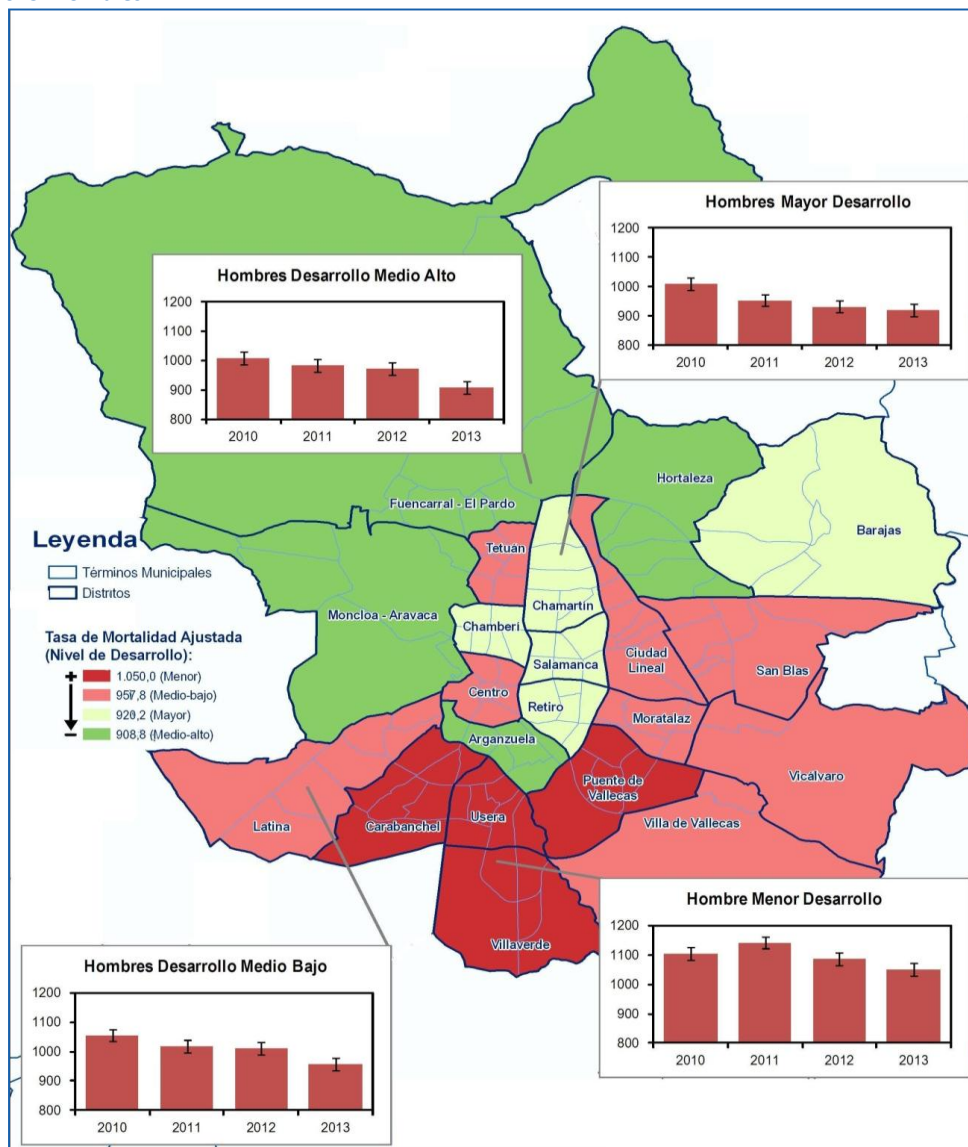 Hombres Mayor Desarrollo
1200
1100
1000
900
800
2010 2011 2012 2013
Hombres Desarrollo Medio Alto
1200
1100
1000
900
800
2010 2011 2012 2013
Hortaleza
Fuencarral - El Pardo
Barajas
Leyenda
Términos Municipales
Distritos
Tasa de Mortalidad Ajustada
(Nivel de Desarrollo):
+ 1.050,0 (Menor)
957,8 (Medio-bajo)
920,2 (Mayor)
– 908,8 (Medio-alto)
Tetuán
Chamartín
Moncloa - Aravaca
Chamberí
Ciudad
Lineal
Salamanca
San Blas
Centro
Retiro
Moratalaz
Arganzuela
Puente de
Vallecas
Vicalvaro
Usera
Latina
Carabanchel
Villa de Vallecas
Villaverde
Hombre Menor Desarrollo
1200
1100
1000
900
800
2010 2011 2012 2013
Hombres Desarrollo Medio Bajo
1200
1100
1000
900
800
2010 2011 2012 2013